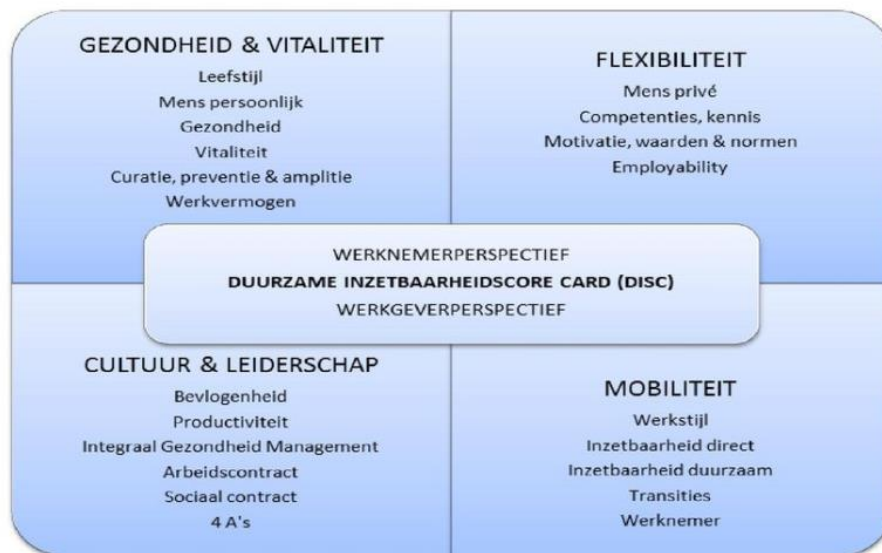 GEZONDHEID & VITALITEIT
Leefstijl
Mens persoonlijk
Gezondheid
Vitaliteit
Curatie, preventie & amplitie
Werkvermogen
FLEXIBILITEIT
Mens privé
Competenties, kennis
Motivatie, waarden & normen
Employability
WERKNEMERPERSPECTIEF
DUURZAME INZETBAARHEIDSCORE CARD (DISC)
WERKGEVERPERSPECTIEF
CULTUUR & LEIDERSCHAP
Bevlogenheid
Productiviteit
Integraal Gezondheid Management
Arbeidscontract
Sociaal contract
4 A's
MOBILITEIT
Werkstijl
Inzetbaarheid direct
Inzetbaarheid duurzaam
Transities
Werknemer